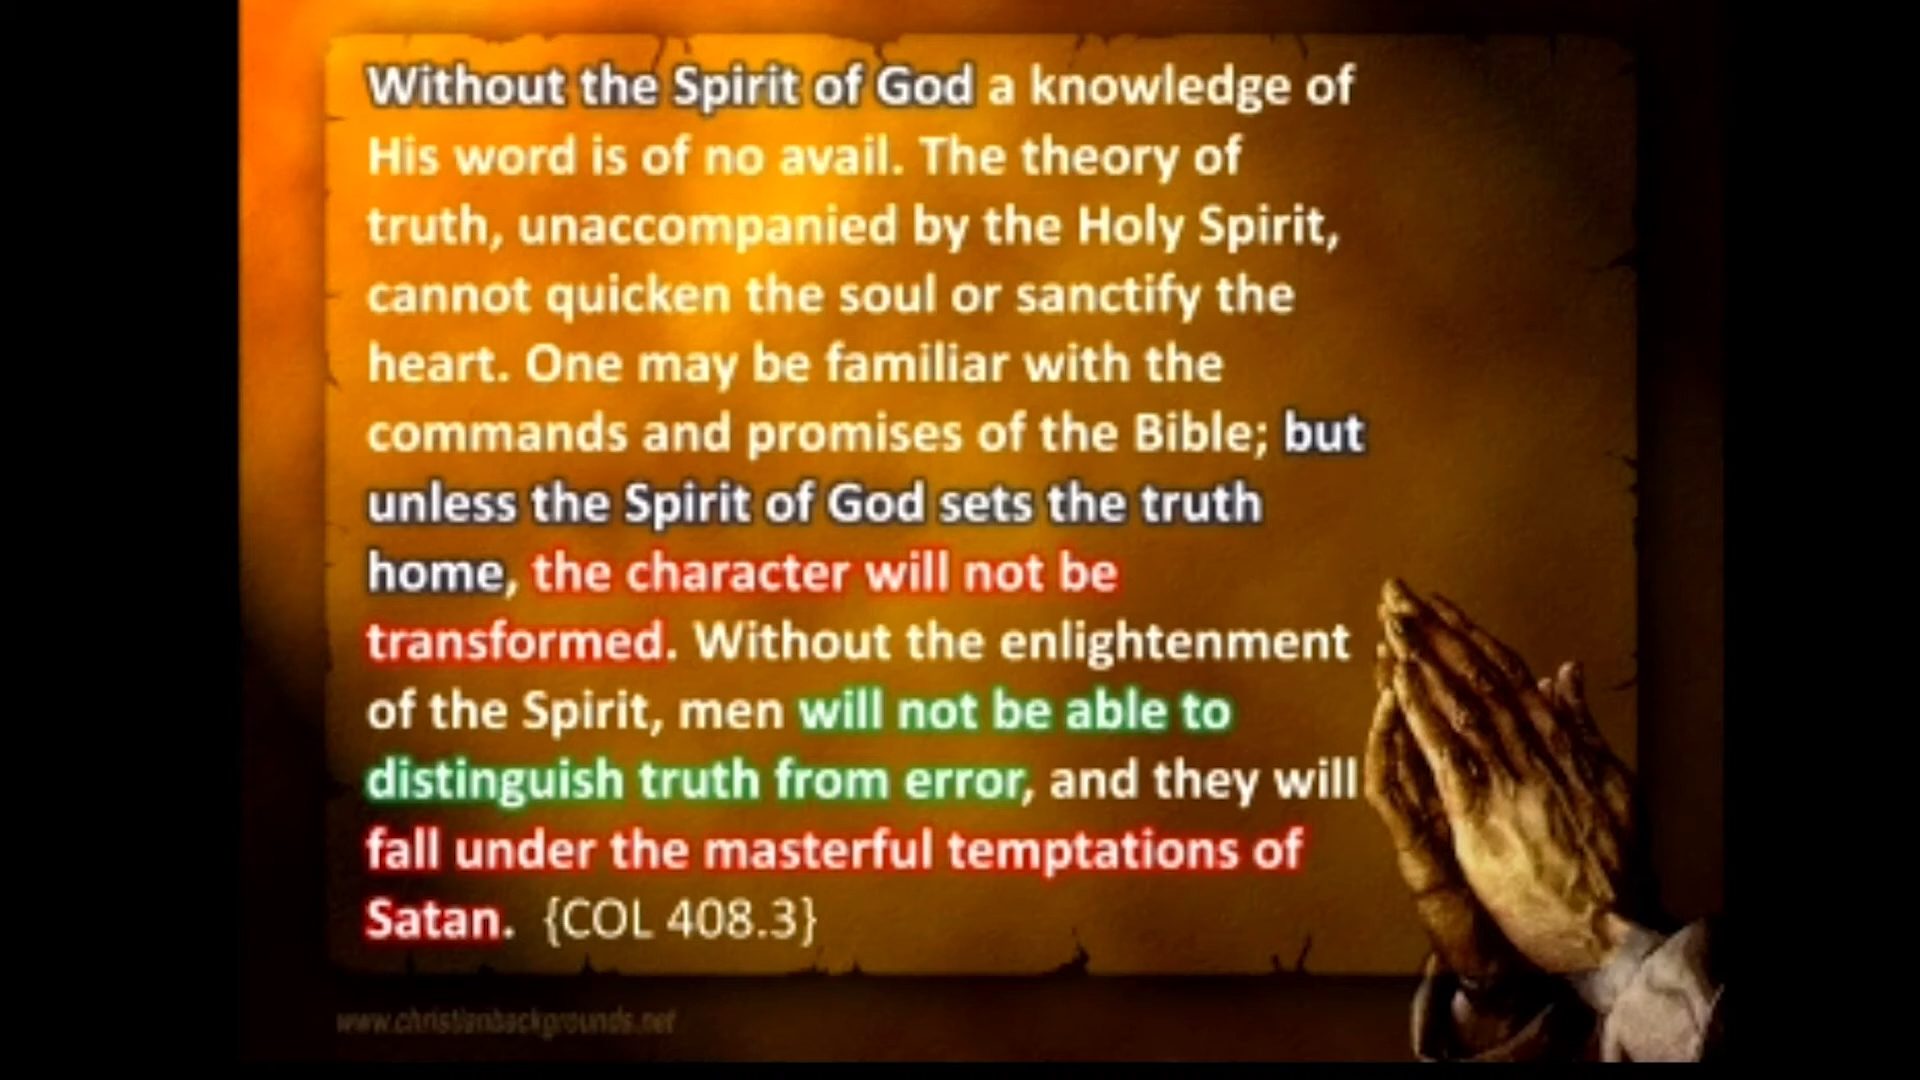 Without the Spirit of God a knowledge of
His word is of no avail. The theory of
truth, unaccompanied by the Holy Spirit,
cannot quicken the soul or sanctify the
heart. One may be familiar with the
commands and promises of the Bible; but
unless the Spirit of God sets the truth
home, the character will not be
transformed. Without the enlightenment
of the Spirit, men will not be able to
distinguish truth from error, and they will
fall under the masterful temptations of
Satan. {COL 408.3}
www.christianbackgrounds.net